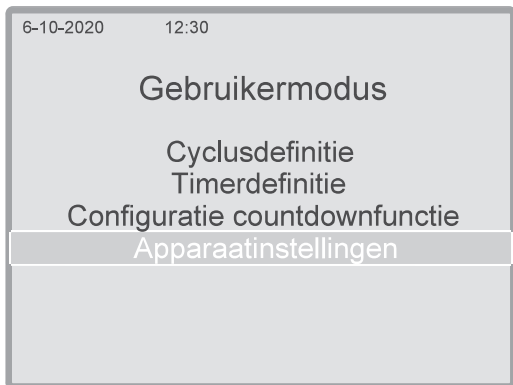 6-10-2020 12:30
Gebruikermodus
Cyclusdefinitie
Timerdefinitie
Configuratie countdownfunctie
Apparaatinstellingen